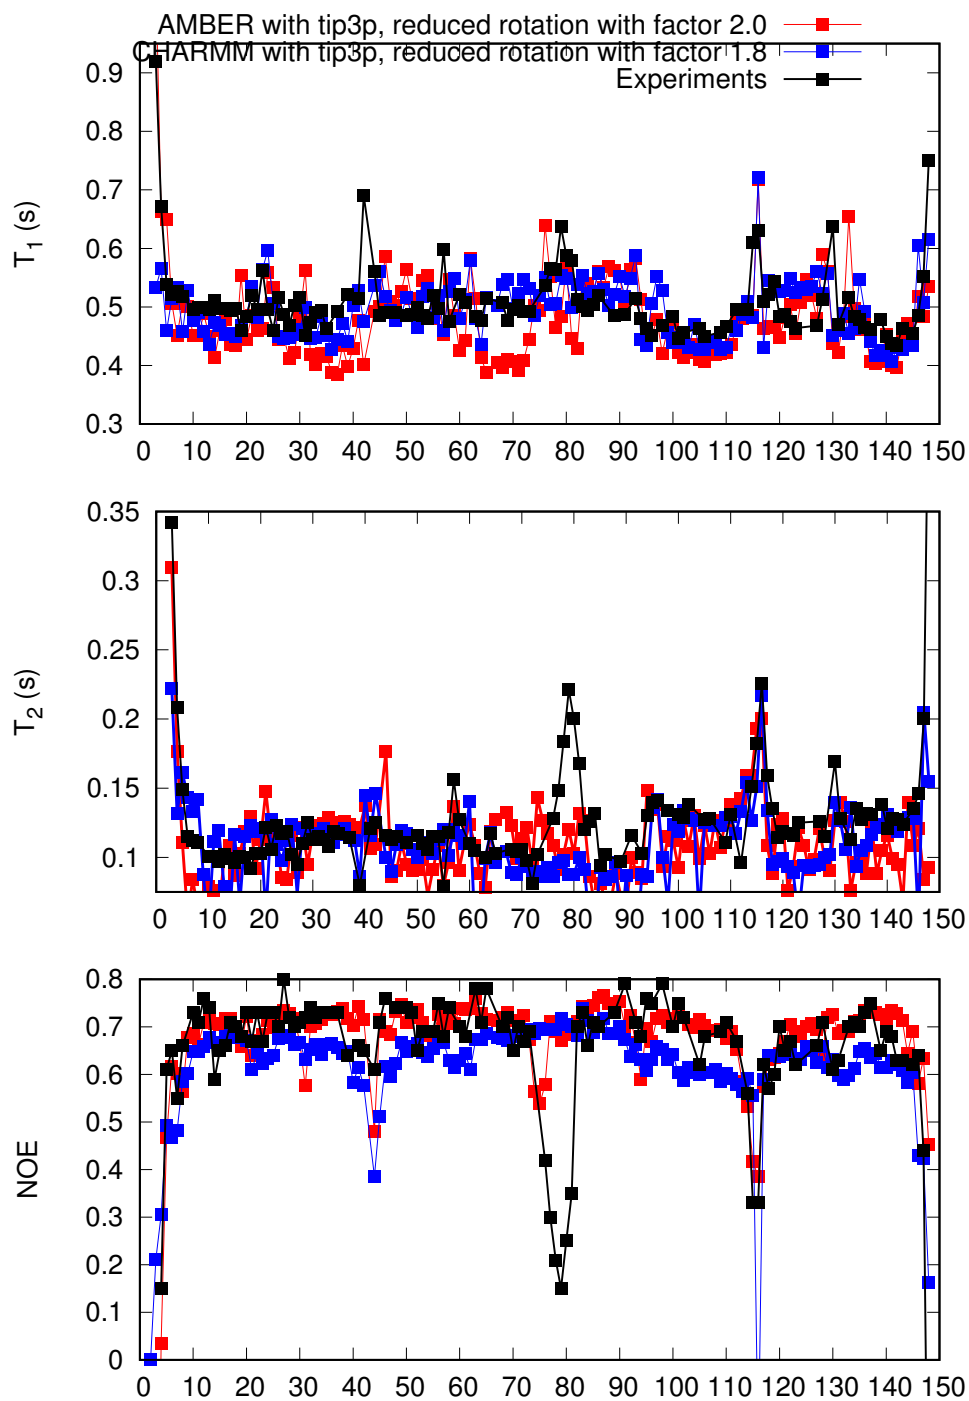 AMBER with tip3p, reduced rotation with factor 2.0
CHARMM with tip3p, reduced rotation with factor 1.8
Experiments
0.9
0.8
0.7
0.6
0.5
0.4
0.3
T1 (s)
0 10 20 30 40 50 60 70 80 90 100 110 120 130 140 150
0.35
0.3
0.25
0.2
0.15
0.1
T2 (s)
0 10 20 30 40 50 60 70 80 90 100 110 120 130 140 150
0.8
0.7
0.6
0.5
0.4
0.3
0.2
0.1
0
NOE
0 10 20 30 40 50 60 70 80 90 100 110 120 130 140 150